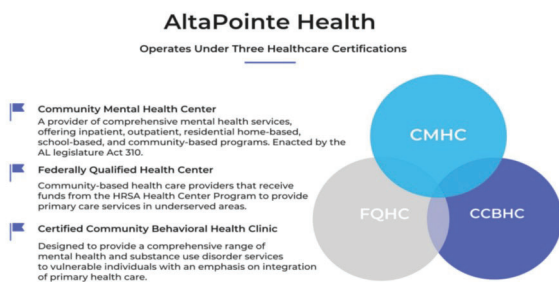 AltaPointe Health
Operates Under Three Healthcare Certifications
Community Mental Health Center
A provider of comprehensive mental health services,
offering inpatient, outpatient, residential home-based,
school-based, and community-based programs. Enacted by the
AL legislature Act 310.
Federally Qualified Health Center
Community-based health care providers that receive
funds from the HRSA Health Center Program to provide
primary care services in underserved areas.
Certified Community Behavioral Health Clinic
Designed to provide a comprehensive range of
mental health and substance use disorder services
to vulnerable individuals with an emphasis on integration
of primary health care.
CMHC
FQHC
CCBHC